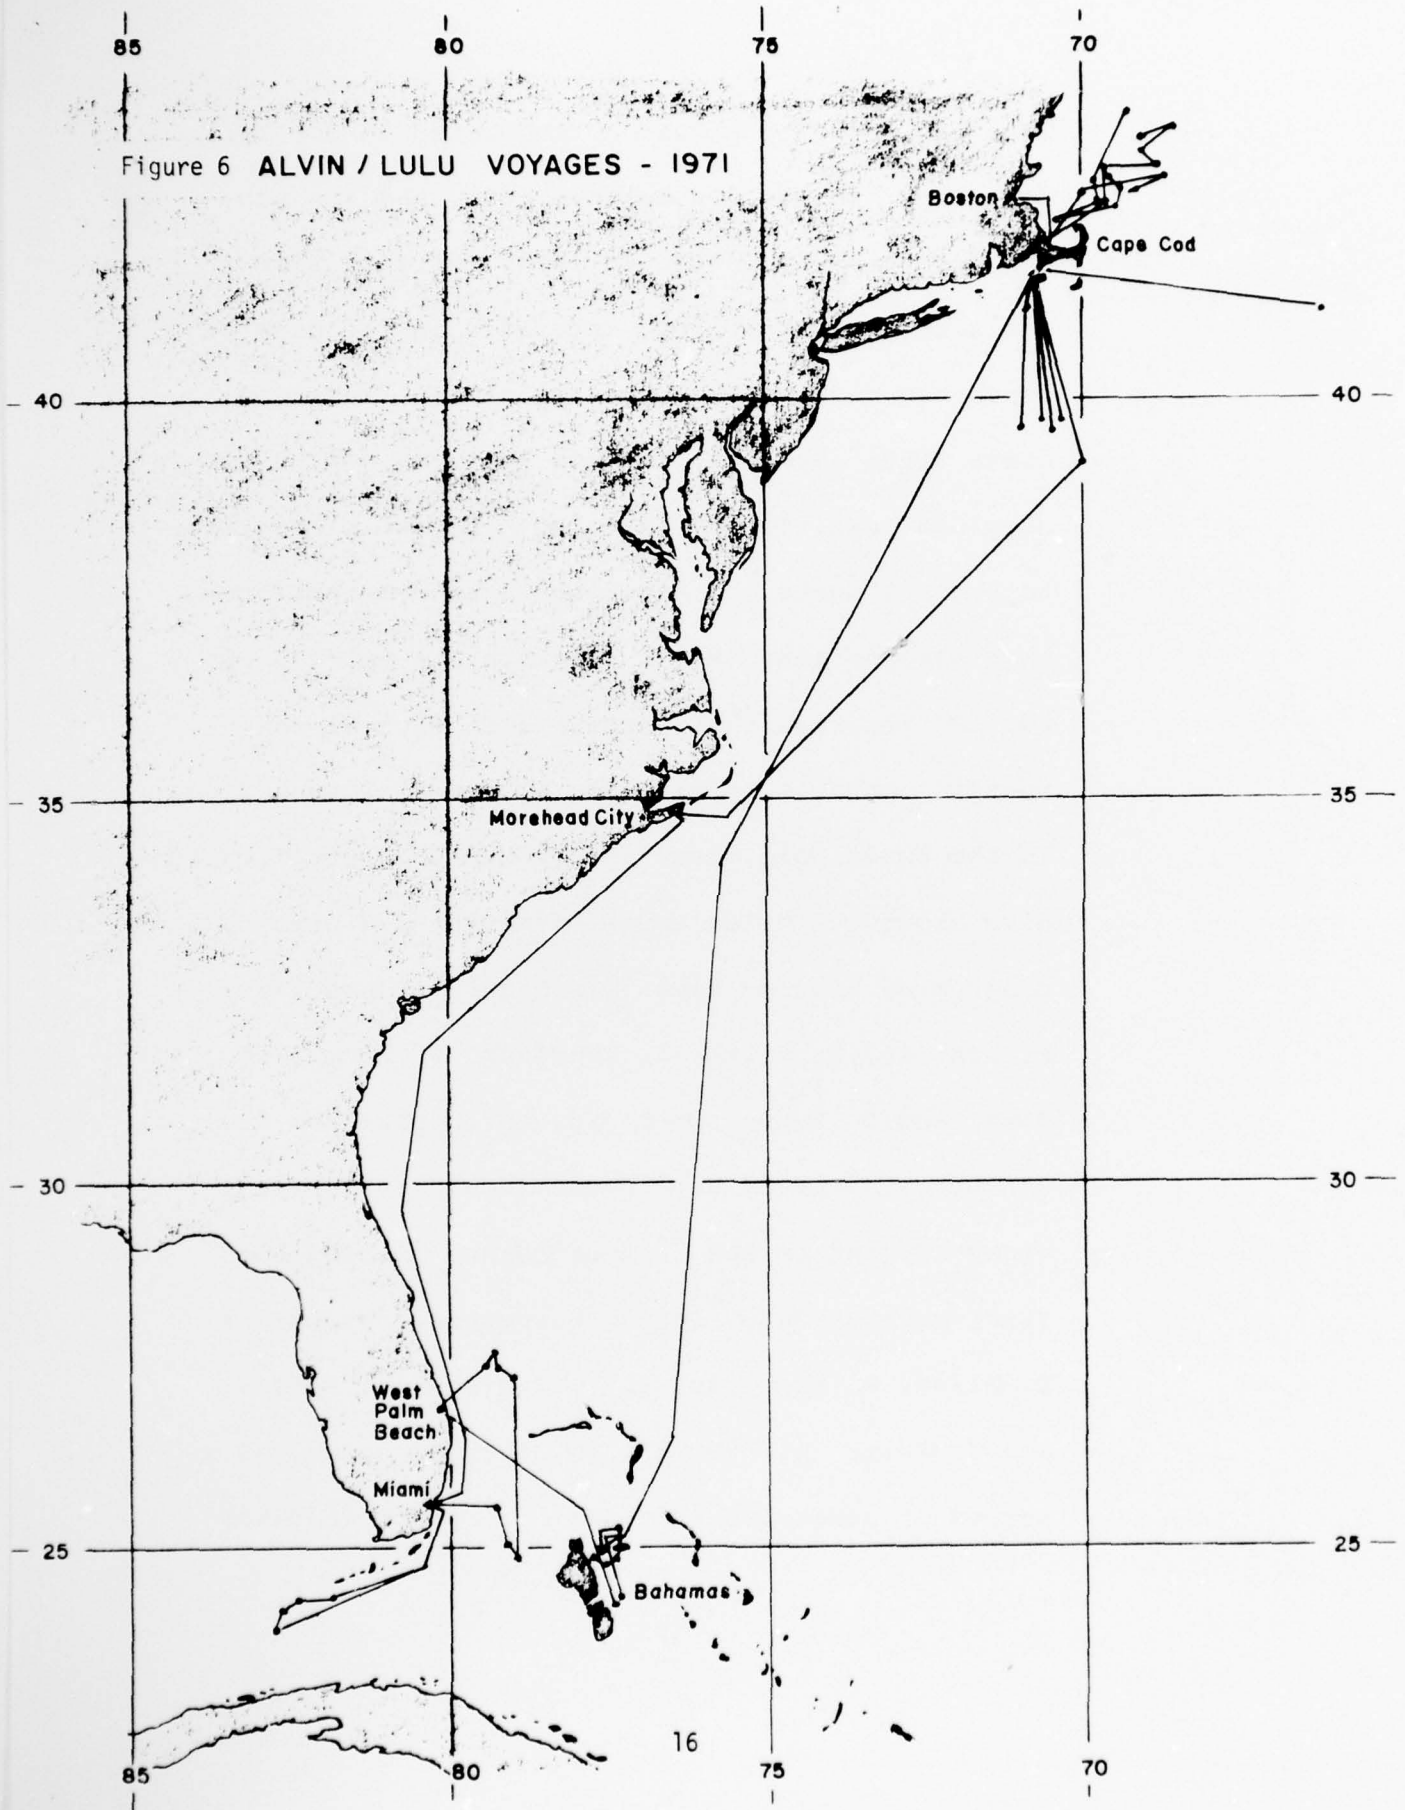 85 80 75 70
Figure 6 ALVIN / LULU VOYAGES - 1971
Boston
Cape Cod
40 40
35 35
Morehead City
30 30
West
Palm
Beach
Miami
25 25
Bahamas
16
85 80 75 70